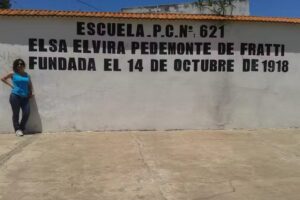 ESCUELA.P.C.Nº.621
ELSA ELVIRA PEDEMONTE DE FRATTI
FUNDADA EL 14 DE OCTUBRE DE 1918